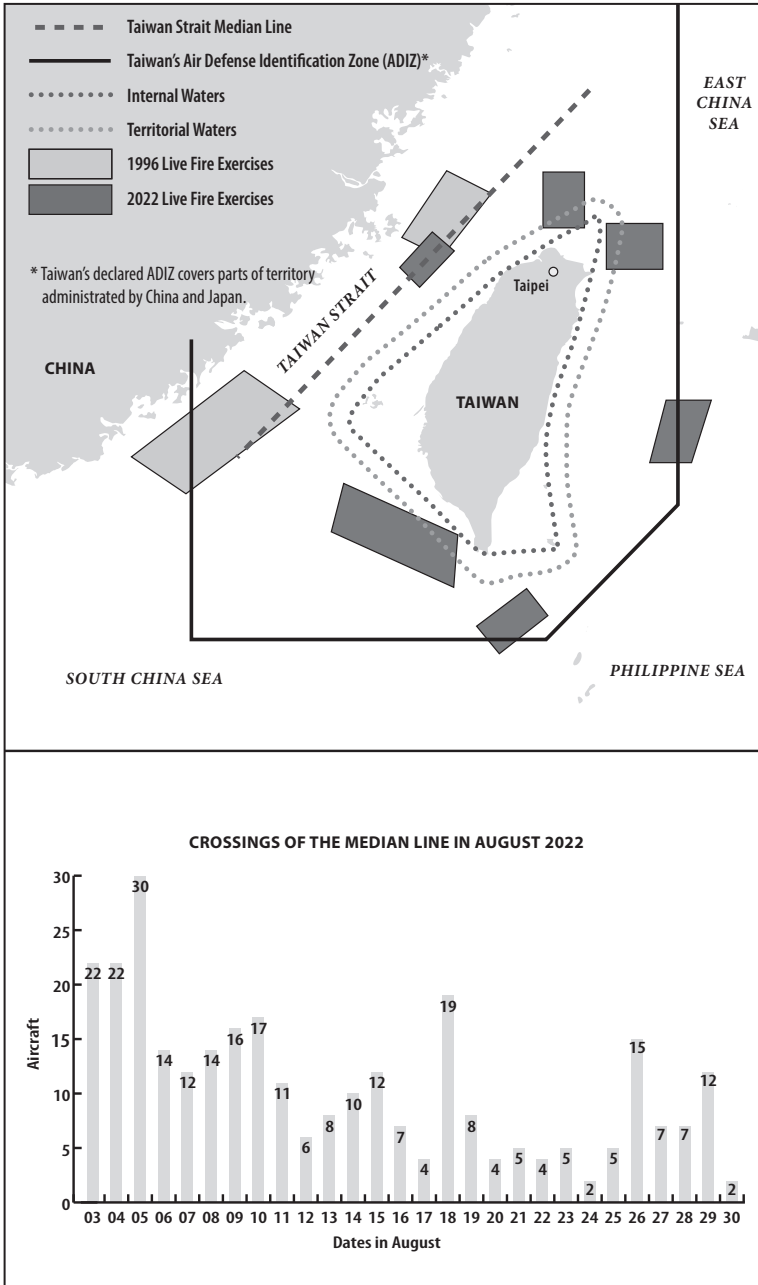 Taiwan Strait Median Line
Taiwan's Air Defense Identification Zone (ADIZ)*
Internal Waters
Territorial Waters
1996 Live Fire Exercises
2022 Live Fire Exercises
* Taiwan's declared ADIZ covers parts of territory
administrated by China and Japan.
EAST
CHINA
SEA
TAIWAN STRAIT
Taipei
CHINA
TAIWAN
SOUTH CHINA SEA
PHILIPPINE SEA
CROSSINGS OF THE MEDIAN LINE IN AUGUST 2022
Aircraft
30
25
20
15
10
5
0
22 22 30 14 12 14 16 17 11 6 8 10 12 7 4 19 8 4 5 4 5 2 5 15 7 7 12 2
03 04 05 06 07 08 09 10 11 12 13 14 15 16 17 18 19 20 21 22 23 24 25 26 27 28 29 30
Dates in August